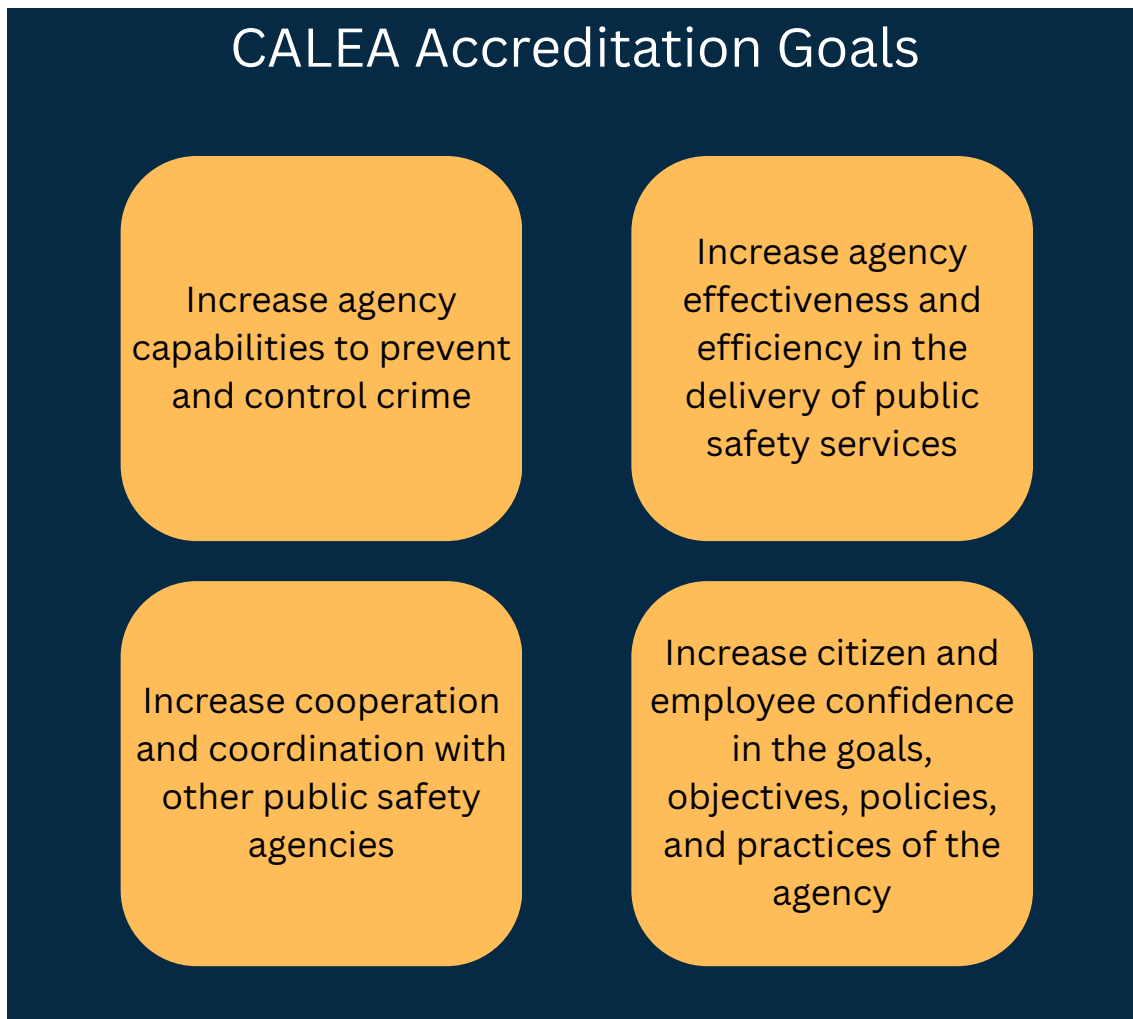 CALEA Accreditation Goals
Increase agency
capabilities to prevent
and control crime
Increase agency
effectiveness and
efficiency in the
delivery of public
safety services
Increase cooperation
and coordination with
other public safety
agencies
Increase citizen and
employee confidence
in the goals,
objectives, policies,
and practices of the
agency